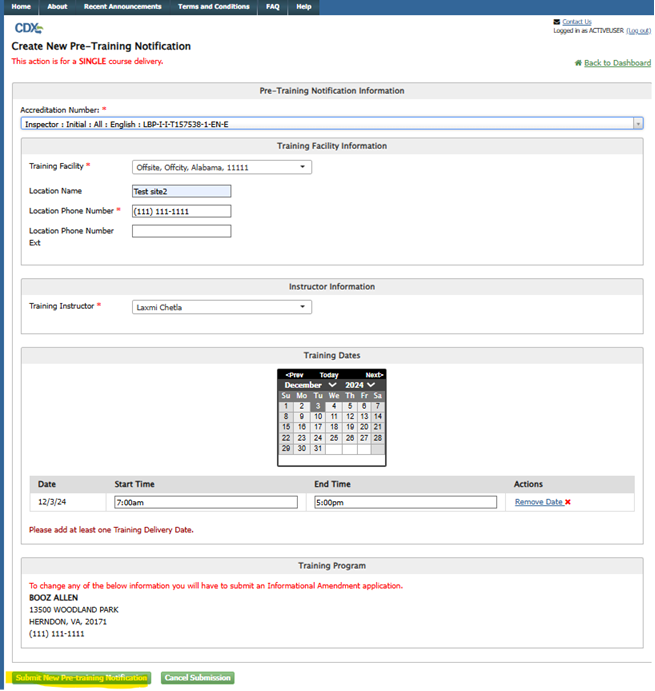 Home About Recent Announcements Terms and Conditions FAQ Help
CDX
Contact Us
Logged in as ACTIVEUSER (Log out)
Create New Pre-Training Notification
This action is for a SINGLE course delivery.
Back to Dashboard
Pre-Training Notification Information
Accreditation Number: *
Inspector : Initial : All : English : LBP-I-I-T157538-1-EN-E
Training Facility Information
Training Facility * Offsite, Offcity, Alabama, 11111
Location Name Test site2
Location Phone Number * (111) 111-1111
Location Phone Number
Ext
Instructor Information
Training Instructor * Laxmi Chetla
Training Dates
<Prev Today Next>
December 2024
Su Mo Tu We Th Fr Sa
1 2 3 4 5 6 7
8 9 10 11 12 13 14
15 16 17 18 19 20 21
22 23 24 25 26 27 28
29 30 31
Date Start Time End Time Actions
12/3/24 7:00am 5:00pm Remove Date
Please add at least one Training Delivery Date.
Training Program
To change any of the below information you will have to submit an Informational Amendment application.
BOOZ ALLEN
13500 WOODLAND PARK
HERNDON, VA, 20171
(111) 111-1111
Submit New Pre-training Notification Cancel Submission